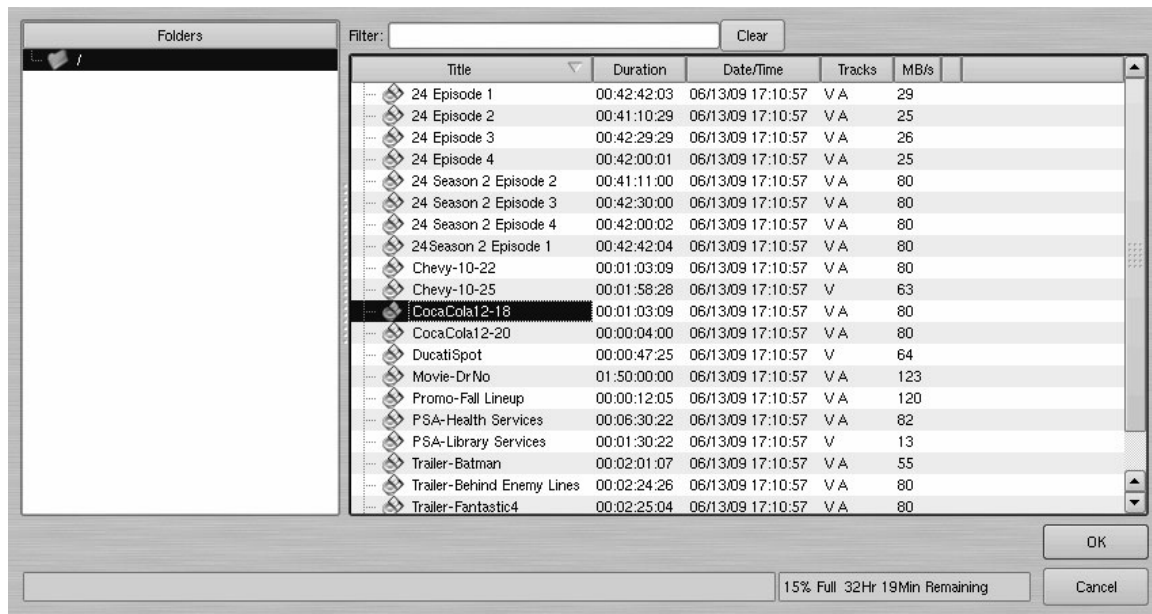 Folders
/
Filter: Clear
Title Duration Date/Time Tracks MB/s
24 Episode 1 00:42:42:03 06/13/09 17:10:57 V A 29
24 Episode 2 00:41:10:29 06/13/09 17:10:57 V A 25
24 Episode 3 00:42:29:29 06/13/09 17:10:57 V A 26
24 Episode 4 00:42:00:01 06/13/09 17:10:57 V A 25
24 Season 2 Episode 2 00:41:11:00 06/13/09 17:10:57 V A 80
24 Season 2 Episode 3 00:42:30:00 06/13/09 17:10:57 V A 80
24 Season 2 Episode 4 00:42:00:02 06/13/09 17:10:57 V A 80
24Season 2 Episode 1 00:42:42:04 06/13/09 17:10:57 V A 80
Chevy-10-22 00:01:03:09 06/13/09 17:10:57 V A 80
Chevy-10-25 00:01:58:28 06/13/09 17:10:57 V 63
CocaCola12-18 00:01:03:09 06/13/09 17:10:57 V A 80
CocaCola12-20 00:00:04:00 06/13/09 17:10:57 V A 80
DucatiSpot 00:00:47:25 06/13/09 17:10:57 V 64
Movie-DrNo 01:50:00:00 06/13/09 17:10:57 V A 123
Promo-Fall Lineup 00:00:12:05 06/13/09 17:10:57 V A 120
PSA-Health Services 00:06:30:22 06/13/09 17:10:57 V A 82
PSA-Library Services 00:01:30:22 06/13/09 17:10:57 V 13
Trailer-Batman 00:02:01:07 06/13/09 17:10:57 V A 55
Trailer-Behind Enemy Lines 00:02:24:26 06/13/09 17:10:57 V A 80
Trailer-Fantastic4 00:02:25:04 06/13/09 17:10:57 V A 80
OK
15% Full 32Hr 19Min Remaining Cancel